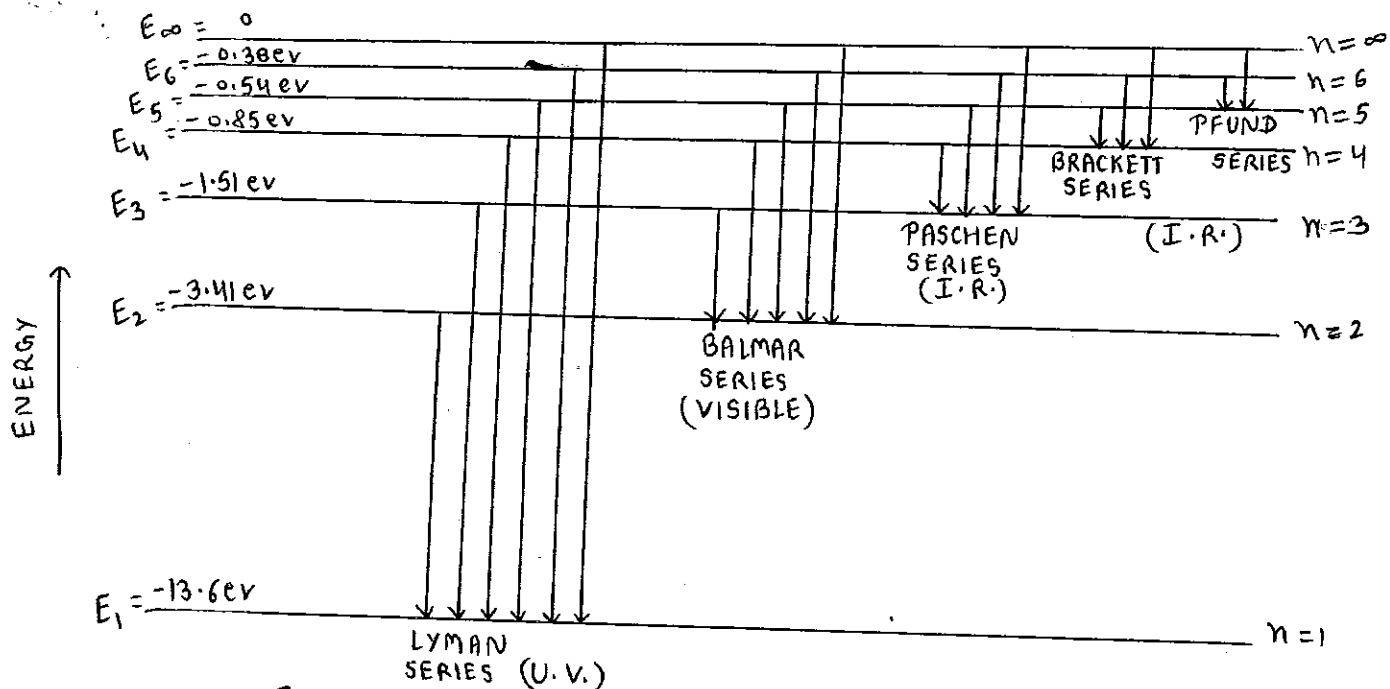 E∞ = 0
n = ∞
E6 = -0.38ev
n = 6
E5 = -0.54ev
n = 5
E4 = -0.85ev
n = 4
PFUND
SERIES
BRACKETT
SERIES
E3 = -1.51ev
n = 3
PASCHEN
SERIES
(I.R.)
(I.R.)
E2 = -3.41ev
n = 2
BALMAR
SERIES
(VISIBLE)
ENERGY
E1 = -13.6ev
n = 1
LYMAN
SERIES (U.V.)